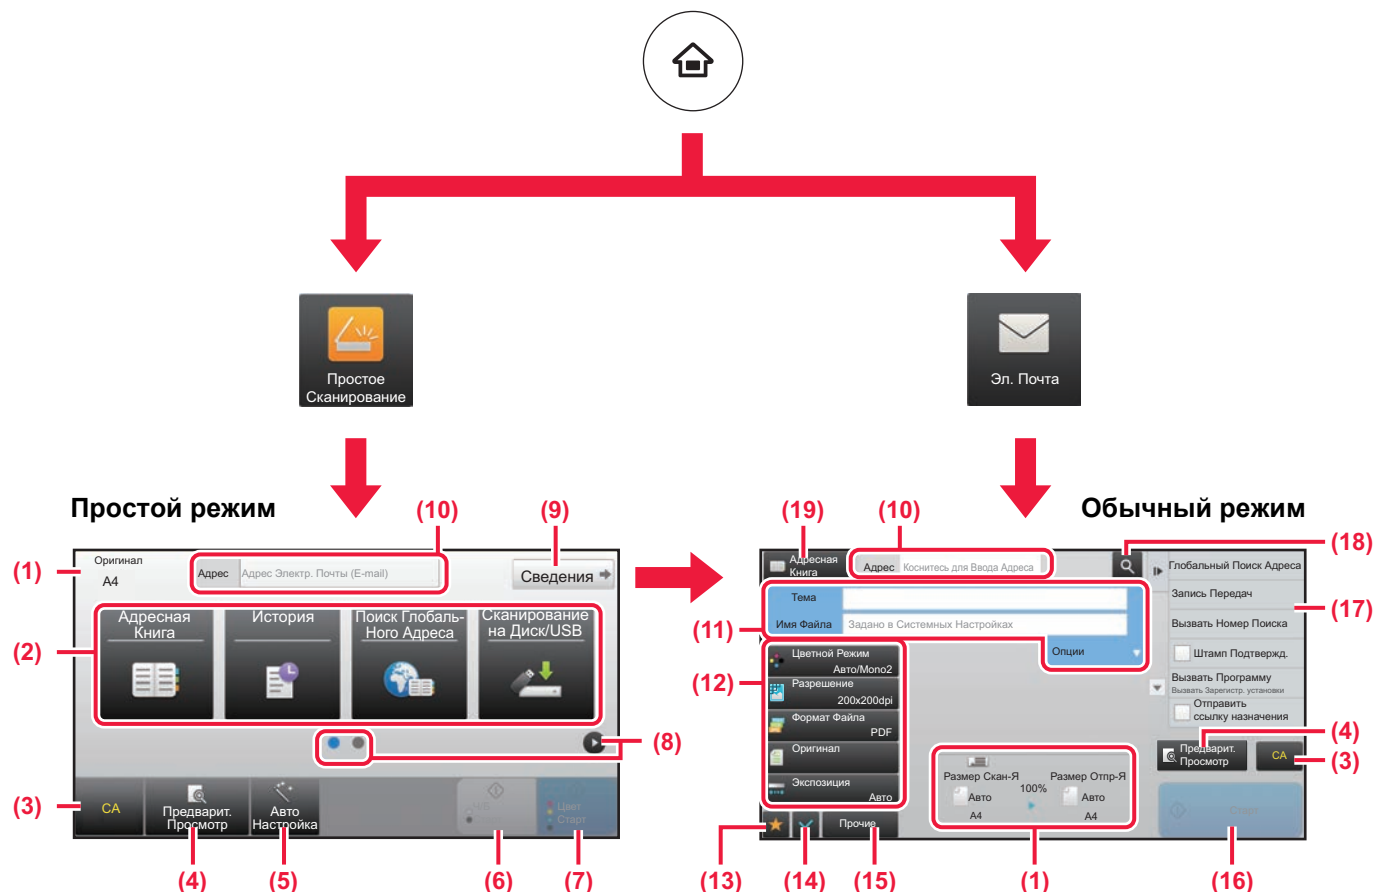 Простое
Сканирование
Эл. Почта
Простой режим
(10)
(9)
(1)
Оригинал
A4
Адрес
Адрес Электр. Почты (E-mail)
Сведения
(2)
Адресная
Книга
История
Поиск Глобаль-
Ного Адреса
Сканирование
на Диск/USB
(8)
(3)
CA
Предварит.
Просмотр
Авто
Настройка
Цвет
Старт
(4)
(5)
(6)
(7)
Обычный режим
(19)
(10)
(18)
Адресная
Книга
Адрес
Коснитесь для Ввода Адреса
Тема
Имя Файла
Задано в Системных Настройках
Опции
(11)
(12)
Цветной Режим
Авто/Mono2
Разрешение
200x200dpi
Формат Файла
PDF
Оригинал
Экспозиция
Авто
Прочие
Размер Скан-Я
Авто
A4
100%
Размер Отпр-Я
Авто
A4
Глобальный Поиск Адреса
Запись Передач
Вызвать Номер Поиска
Штамп Подтвержд.
Вызвать Программу
Вызвать Зарегистр. установки
Отправить
ссылку назначения
(17)
Предварит.
Просмотр
CA
(4)
(3)
Старт
(13)
(14)
(15)
(1)
(16)